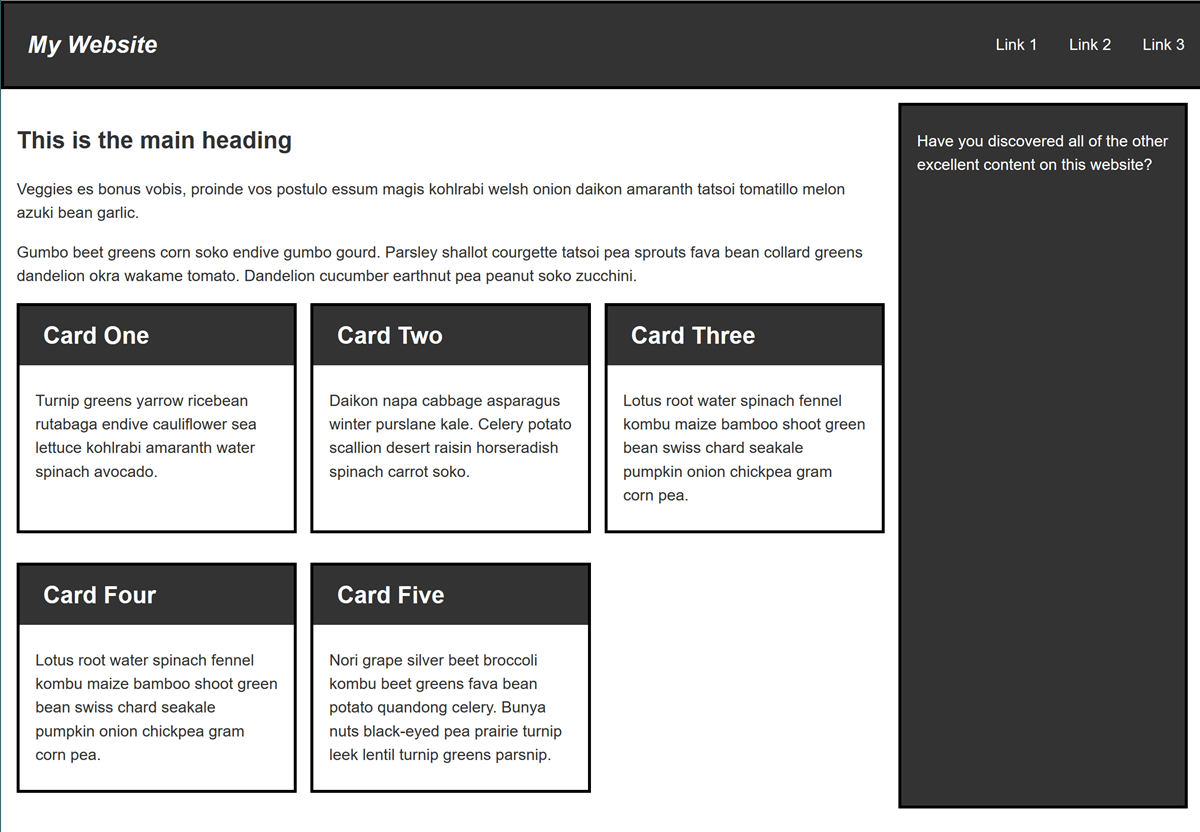 My Website
Link 1
Link 2
Link 3
This is the main heading
Veggies es bonus vobis, proinde vos postulo essum magis kohlrabi welsh onion daikon amaranth tatsoi tomatillo melon
azuki bean garlic.
Gumbo beet greens corn soko endive gumbo gourd. Parsley shallot courgette tatsoi pea sprouts fava bean collard greens
dandelion okra wakame tomato. Dandelion cucumber earthnut pea peanut soko zucchini.
Card One
Turnip greens yarrow ricebean
rutabaga endive cauliflower sea
lettuce kohlrabi amaranth water
spinach avocado.
Card Two
Daikon napa cabbage asparagus
winter purslane kale. Celery potato
scallion desert raisin horseradish
spinach carrot soko.
Card Three
Lotus root water spinach fennel
kombu maize bamboo shoot green
bean swiss chard seakale
pumpkin onion chickpea gram
corn pea.
Card Four
Lotus root water spinach fennel
kombu maize bamboo shoot green
bean swiss chard seakale
pumpkin onion chickpea gram
corn pea.
Card Five
Nori grape silver beet broccoli
kombu beet greens fava bean
potato quandong celery. Bunya
nuts black-eyed pea prairie turnip
leek lentil turnip greens parsnip.
Have you discovered all of the other
excellent content on this website?